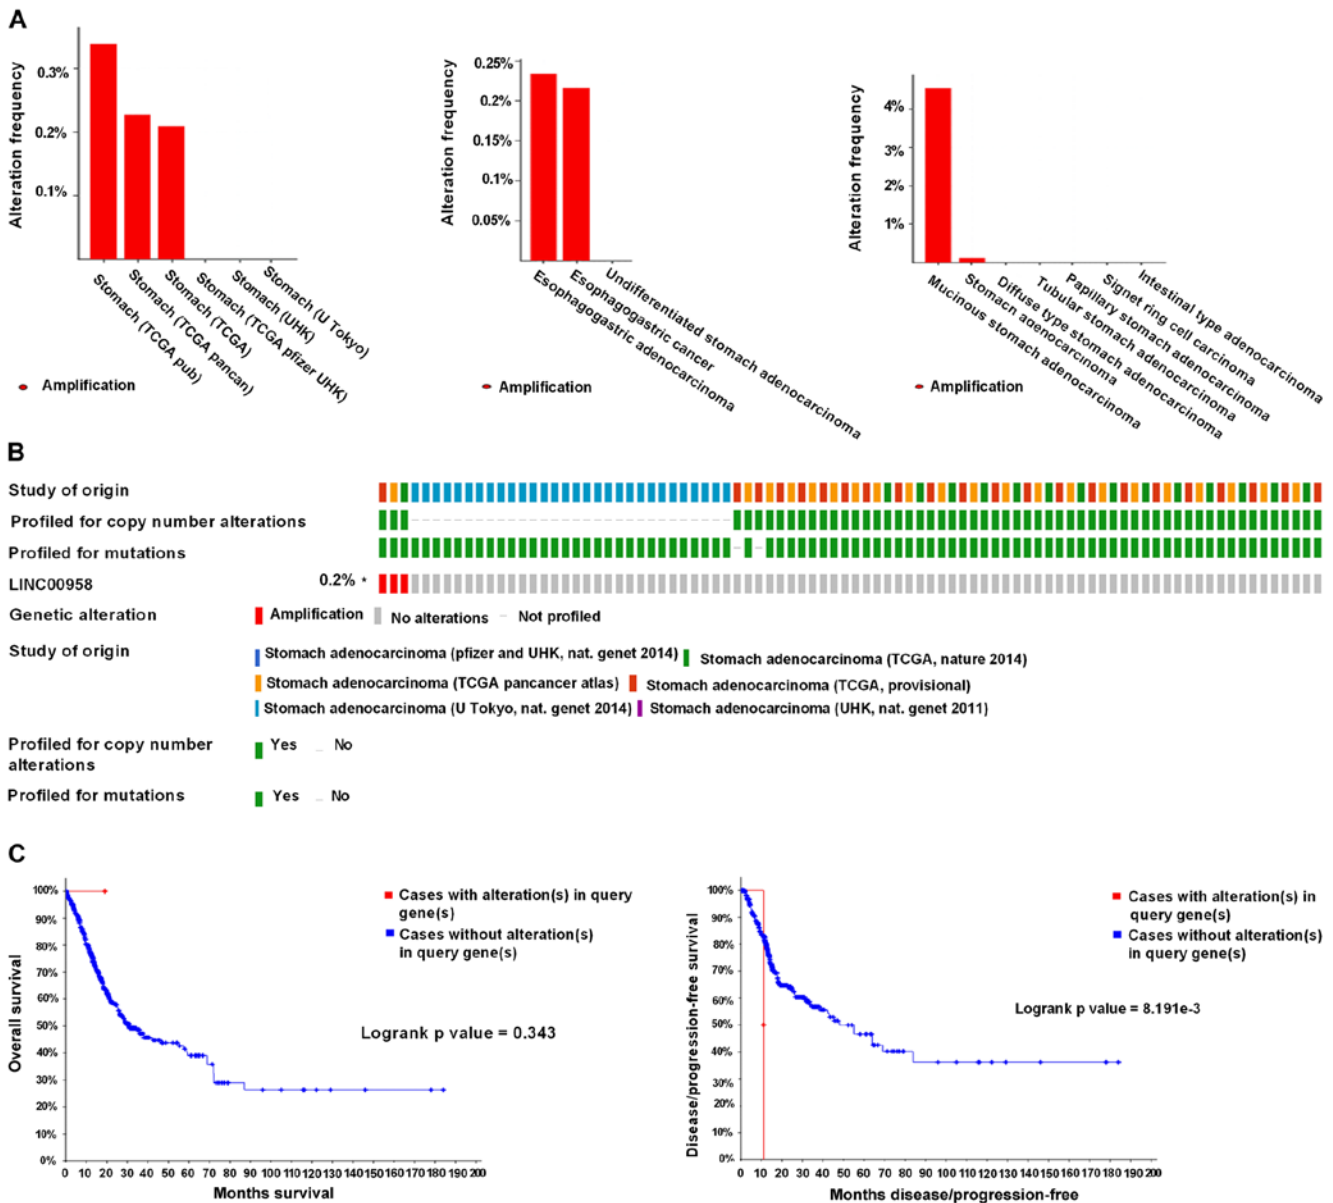 A
Alteration frequency
0.3%
0.2%
0.1%
Stomach (TCGA pub)
Stomach (TCGA pancan)
Stomach (TCGA)
Stomach (TCGA pfizer UHK)
Stomach (UHK)
Stomach (U Tokyo)
Amplification
Alteration frequency
0.25%
0.2%
0.15%
0.1%
0.05%
Esophagogastric adenocarcinoma
Esophagogastric cancer
Undifferentiated stomach adenocarcinoma
Amplification
Alteration frequency
4%
3%
2%
1%
Mucinous stomach adenocarcinoma
Stomacn adenocarcinoma
Diffuse type stomach adenocarcinoma
Tubular stomach adenocarcinoma
Papillary stomach adenocarcinoma
Signet ring cell carcinoma
Intestinal type adenocarcinoma
Amplification
B
Study of origin
Profiled for copy number alterations
Profiled for mutations
LINC00958 0.2% *
Genetic alteration Amplification No alterations Not profiled
Study of origin Stomach adenocarcinoma (pfizer and UHK, nat. genet 2014) Stomach adenocarcinoma (TCGA, nature 2014)
Stomach adenocarcinoma (TCGA pancancer atlas) Stomach adenocarcinoma (TCGA, provisional)
Stomach adenocarcinoma (U Tokyo, nat. genet 2014) Stomach adenocarcinoma (UHK, nat. genet 2011)
Profiled for copy number
alterations
Yes No
Profiled for mutations Yes No
C
Overall survival
100%
90%
80%
70%
60%
50%
40%
30%
20%
10%
0%
0 10 20 30 40 50 60 70 80 90 100 110 120 130 140 150 160 170 180 190 200
Months survival
Cases with alteration(s) in query
gene(s)
Cases without alteration(s)
in query gene(s)
Logrank p value = 0.343
Disease/progression-free survival
100%
90%
80%
70%
60%
50%
40%
30%
20%
10%
0%
0 10 20 30 40 50 60 70 80 90 100 110 120 130 140 150 160 170 180 190 200
Months disease/progression-free
Cases with alteration(s) in
query gene(s)
Cases without alteration(s)
in query gene(s)
Logrank p value = 8.191e-3